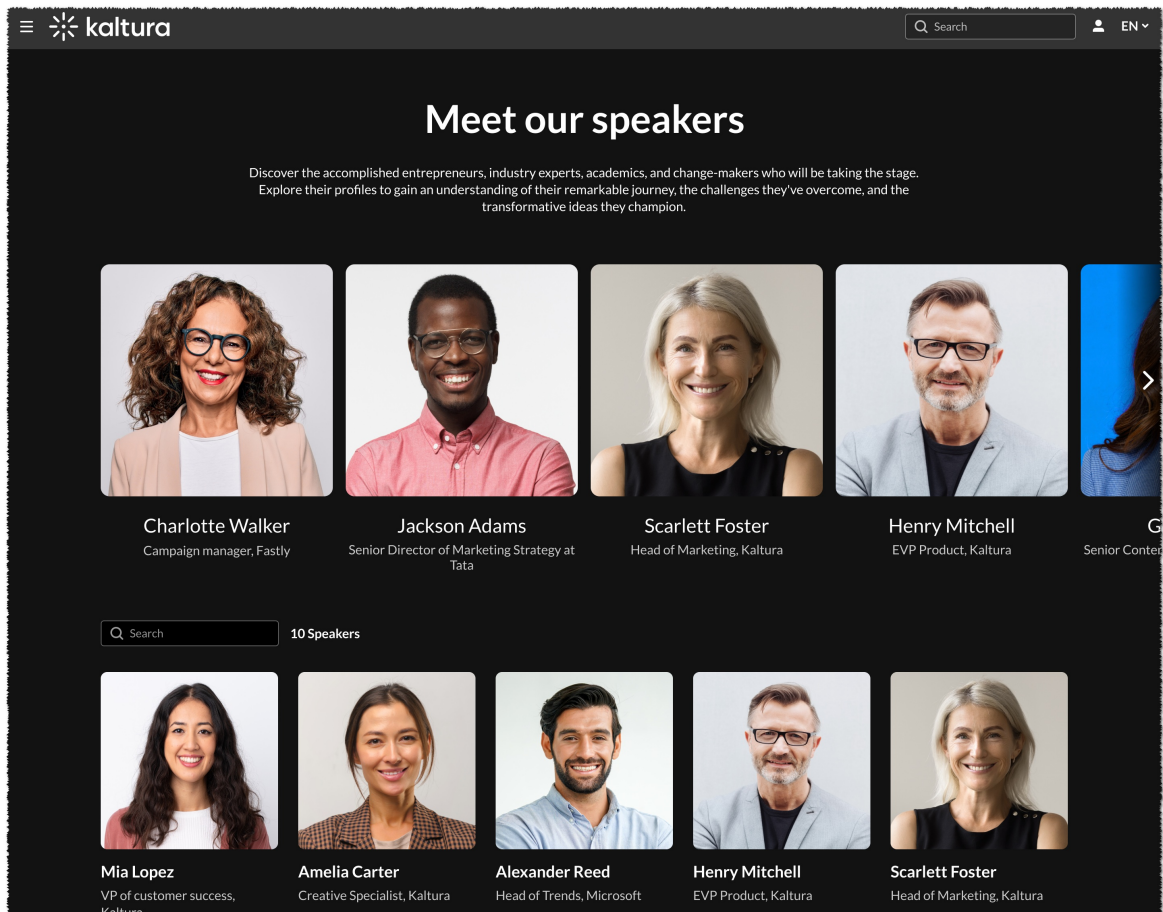 kaltura
Search
EN
Meet our speakers
Discover the accomplished entrepreneurs, industry experts, academics, and change-makers who will be taking the stage.
Explore their profiles to gain an understanding of their remarkable journey, the challenges they've overcome, and the
transformative ideas they champion.
Charlotte Walker
Campaign manager, Fastly
Jackson Adams
Senior Director of Marketing Strategy at
Tata
Scarlett Foster
Head of Marketing, Kaltura
Henry Mitchell
EVP Product, Kaltura
G
Senior Conte
Search
10 Speakers
Mia Lopez
VP of customer success,
Kaltura
Amelia Carter
Creative Specialist, Kaltura
Alexander Reed
Head of Trends, Microsoft
Henry Mitchell
EVP Product, Kaltura
Scarlett Foster
Head of Marketing, Kaltura